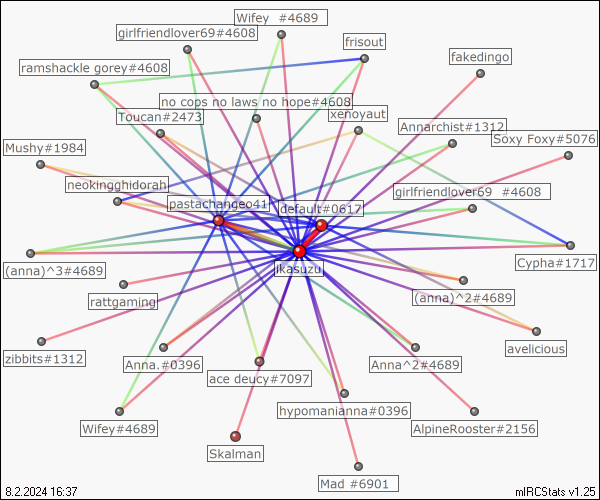 Wifey #4689
girlfriendlover69#4608
frisout
fakedingo
ramshackle gorey#4608
no cops no laws no hope#4608
xenoyaut
Toucan#2473
Annarchist#1312
Soxy Foxy#5076
Mushy#1984
neokingghidorah
girlfriendlover69 #4608
pastachangeo41
default#0617
(anna)^3#4689
ikasuzu
Cypha#1717
rattgaming
(anna)^2#4689
zibbits#1312
Anna.#0396
Anna^2#4689
avelicious
ace deucy#7097
hypomanianna#0396
Wifey#4689
AlpineRooster#2156
Skalman
Mad #6901
8.2.2024 16:37
mIRCStats v1.25